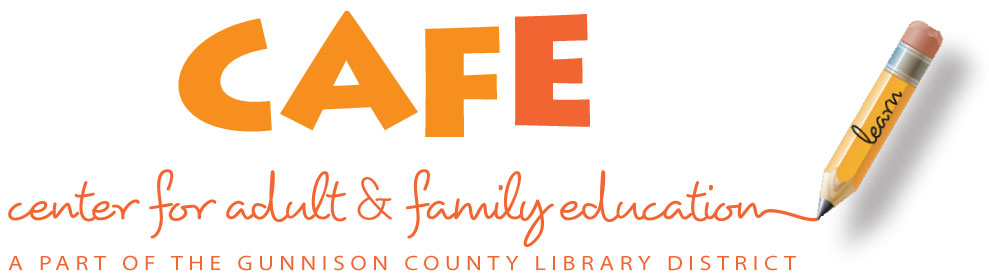 CAFE
learn
center for adult & family education
A PART OF THE GUNNISON COUNTY LIBRARY DISTRICT